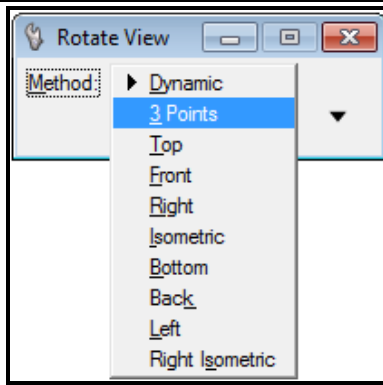 Rotate View
Method:
Dynamic
3 Points
Top
Front
Right
Isometric
Bottom
Back
Left
Right Isometric